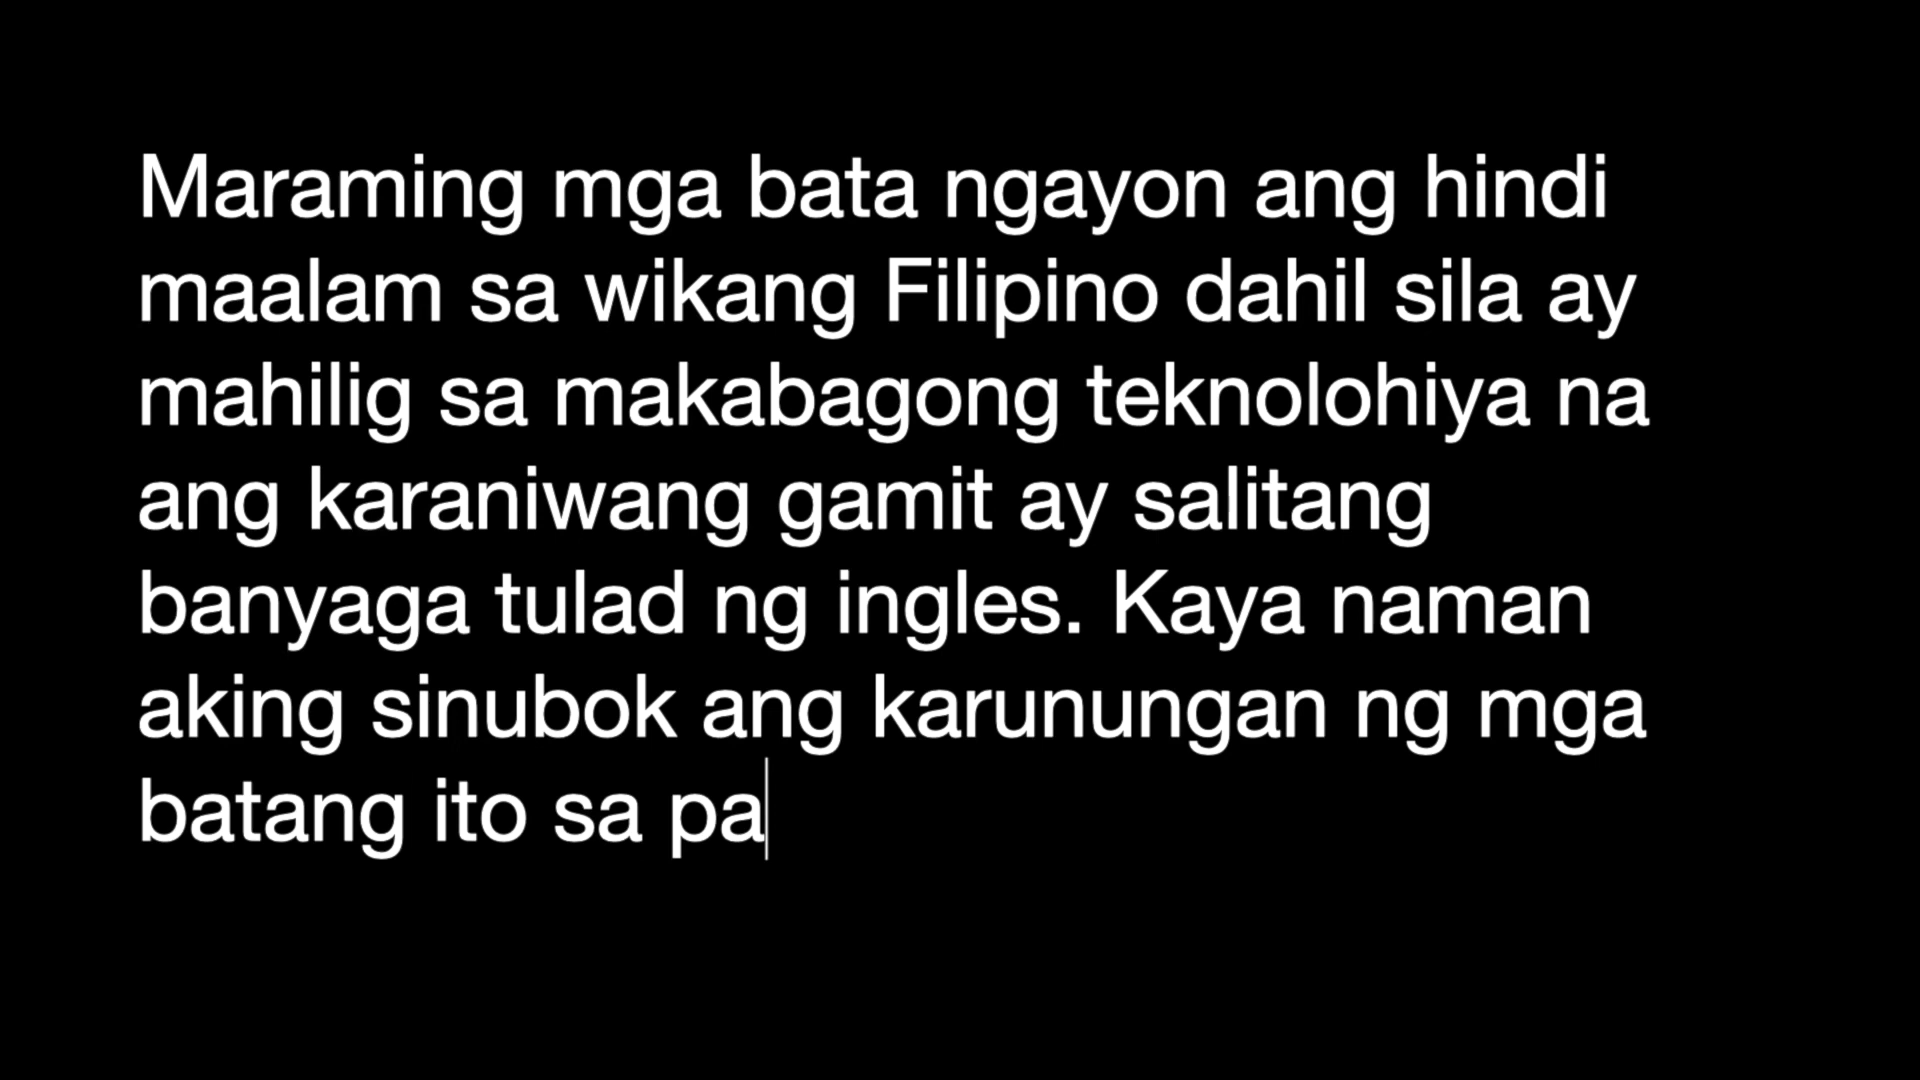 Maraming mga bata ngayon ang hindi
maalam sa wikang Filipino dahil sila ay
mahilig sa makabagong teknolohiya na
ang karaniwang gamit ay salitang
banyaga tulad ng ingles. Kaya naman
aking sinubok ang karunungan ng mga
batang ito sa pa